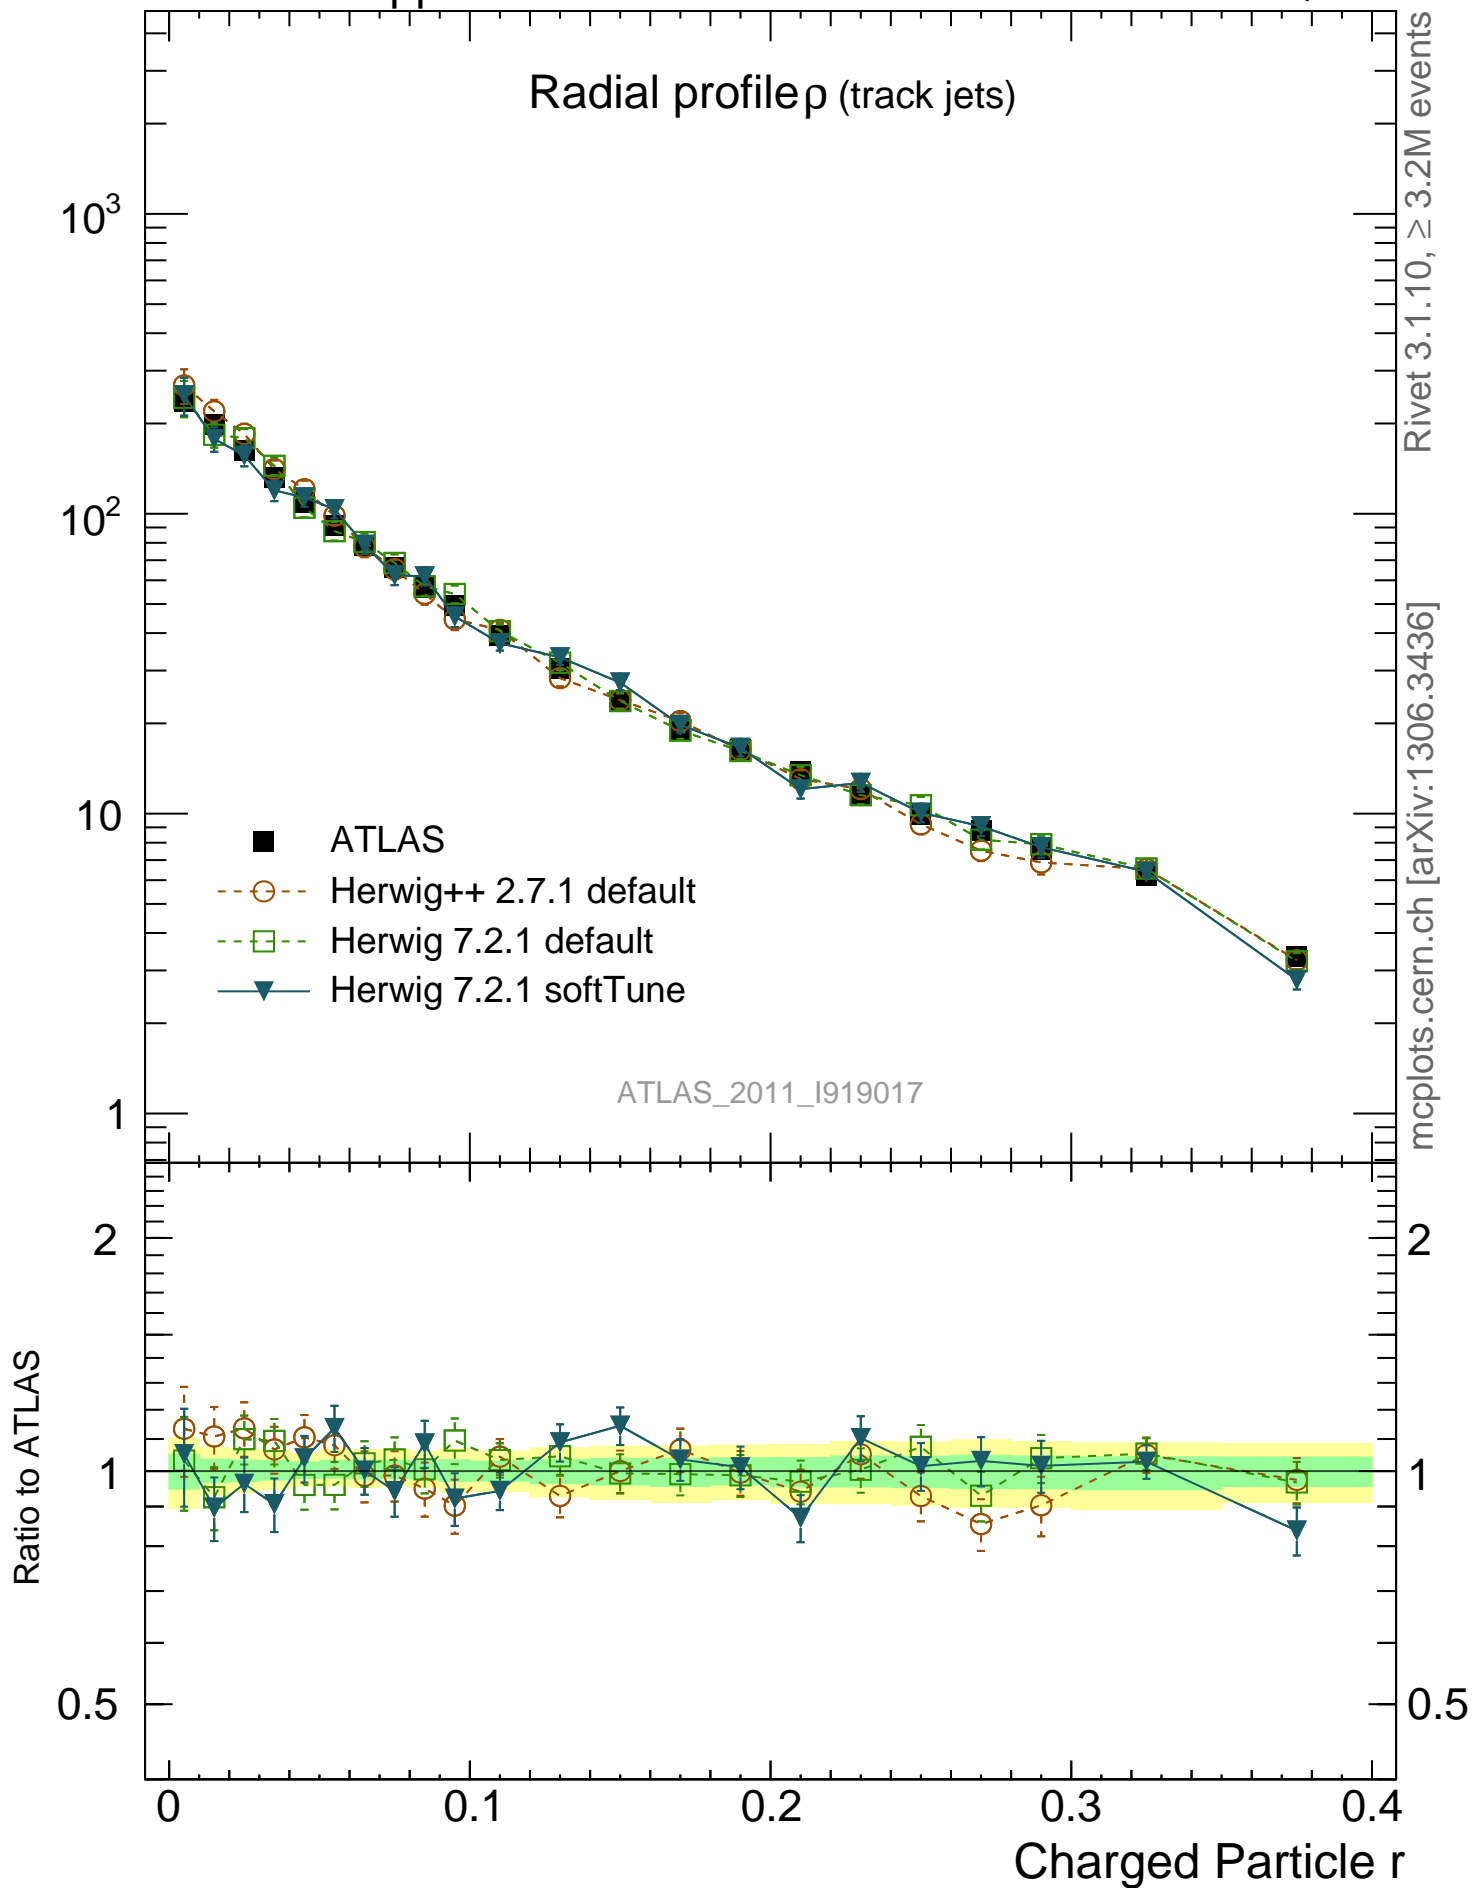 Radial profile ρ (track jets)
10³
10²
10
1
ATLAS
Herwig++ 2.7.1 default
Herwig 7.2.1 default
Herwig 7.2.1 softTune
ATLAS_2011_I919017
Rivet 3.1.10, ≥ 3.2M events
mcplots.cern.ch [arXiv:1306.3436]
Ratio to ATLAS
2
1
0.5
2
1
0.5
0 0.1 0.2 0.3 0.4
Charged Particle r